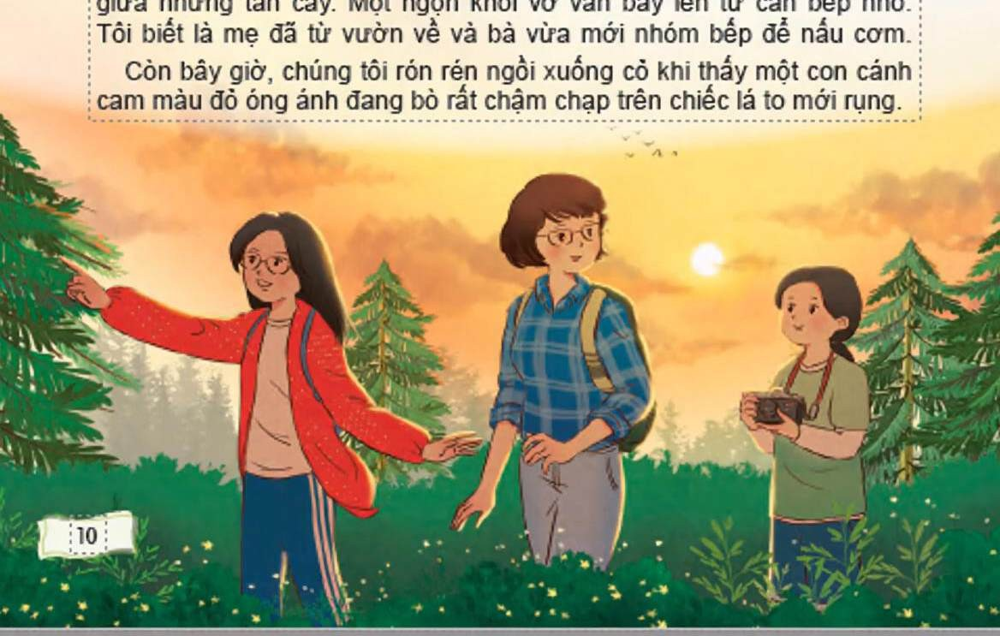 giữa những tán cây. Một ngọn khói vơ vẩn bay lên từ căn bếp nhỏ.
Tôi biết là mẹ đã từ vườn về và bà vừa mới nhóm bếp để nấu cơm.
Còn bây giờ, chúng tôi rón rén ngồi xuống cỏ khi thấy một con cánh
cam màu đỏ óng ánh đang bò rất chậm chạp trên chiếc lá to mới rụng.
10